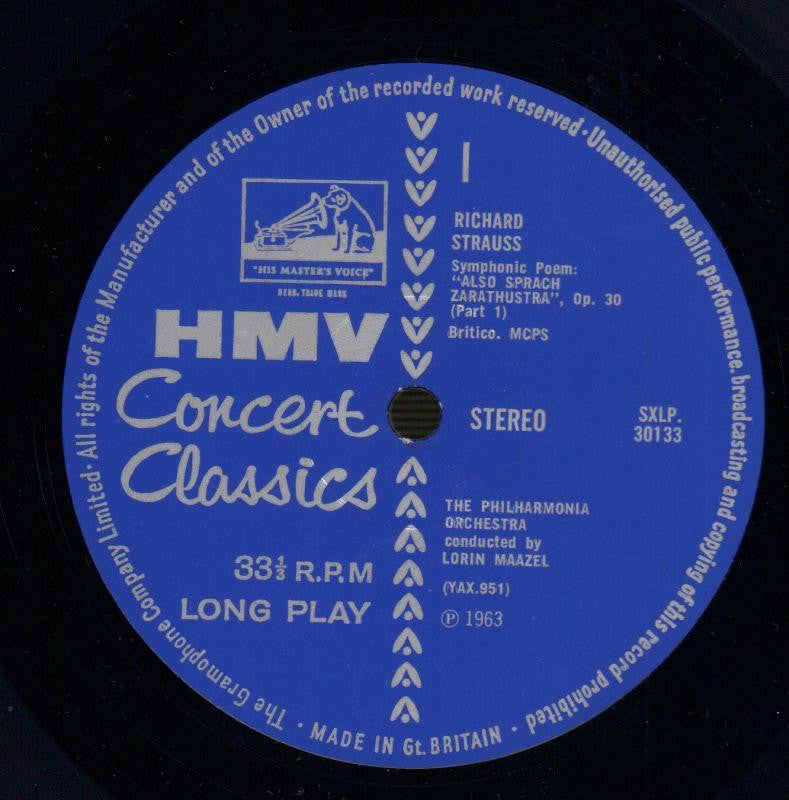 The Gramophone Company Limited · All rights of the Manufacturer and of the Owner of the recorded work reserved · Unauthorised public performance. broadcasting and copying of this record prohibited ·
"HIS MASTER'S VOICE"
REGD. TRADE MARK
HMV
Concert
Classics
33⅓ R.P.M
LONG PLAY
I
RICHARD
STRAUSS
Symphonic Poem:
"ALSO SPRACH
ZARATHUSTRA", Op. 30
(Part 1)
Britico. MCPS
STEREO
SXLP.
30133
THE PHILHARMONIA
ORCHESTRA
conducted by
LORIN MAAZEL
(YAX.951)
℗ 1963
· MADE IN Gt. BRITAIN ·